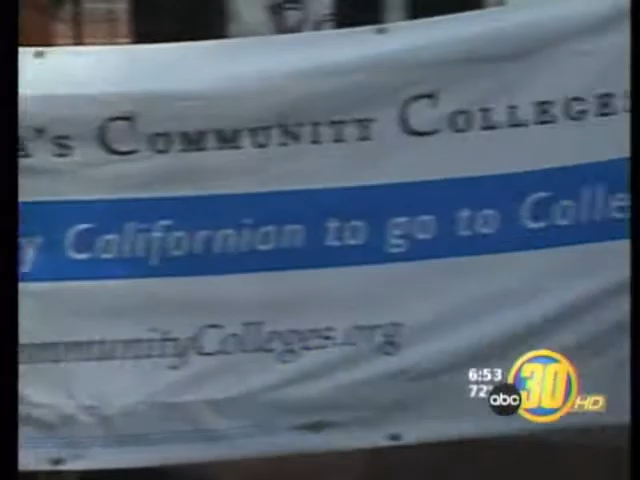 A's COMMUNITY COLLEGES
y Californian to go to Colle
ommunityColleges.org
6:53
72°
abc 30 HD